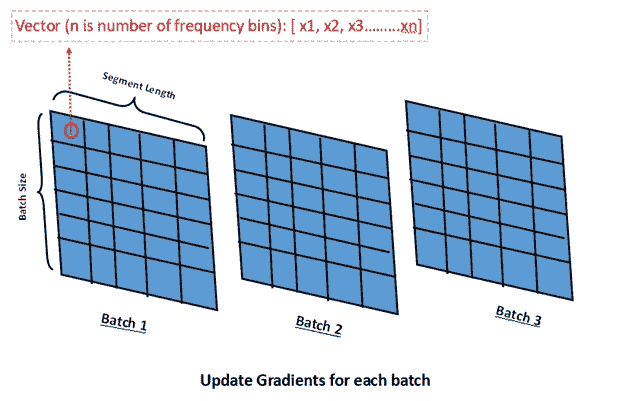 Vector (n is number of frequency bins): [ x1, x2, x3.........xn]
Segment Length
Batch Size
Batch 1
Batch 2
Batch 3
Update Gradients for each batch